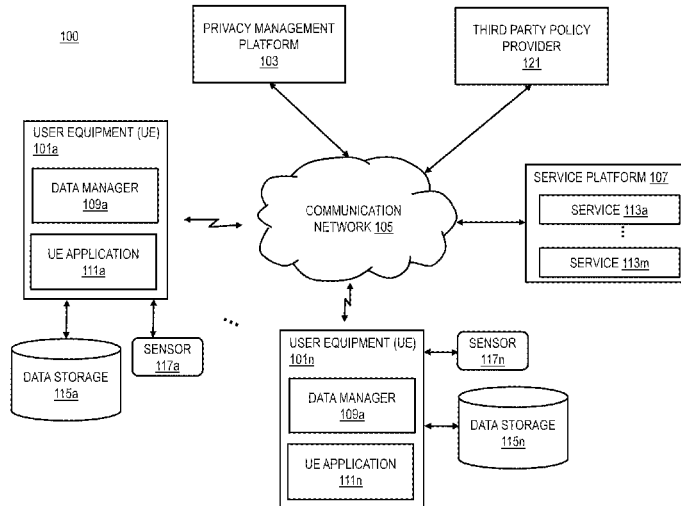 100
PRIVACY MANAGEMENT
PLATFORM
103
THIRD PARTY POLICY
PROVIDER
121
USER EQUIPMENT (UE)
101a
DATA MANAGER
109a
UE APPLICATION
111a
DATA STORAGE
115a
SENSOR
117a
...
COMMUNICATION
NETWORK 105
SERVICE PLATFORM 107
SERVICE 113a
⋮
SERVICE 113m
USER EQUIPMENT (UE)
101n
DATA MANAGER
109a
UE APPLICATION
111n
SENSOR
117n
DATA STORAGE
115n